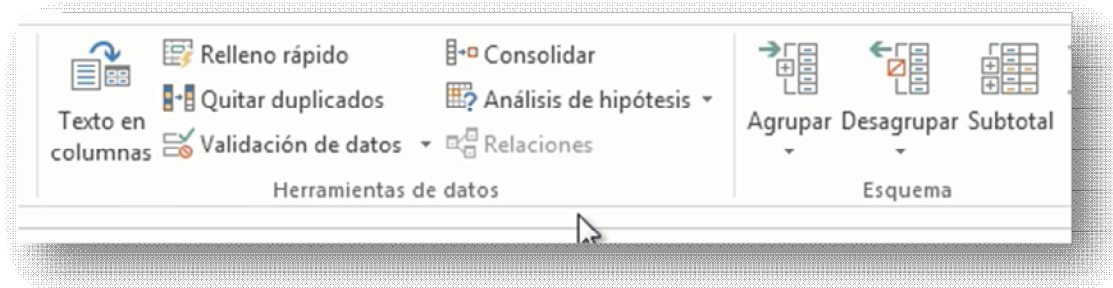 Texto en
columnas
Relleno rápido
Quitar duplicados
Validación de datos
Consolidar
Análisis de hipótesis
Relaciones
Herramientas de datos
Agrupar
Desagrupar
Subtotal
Esquema